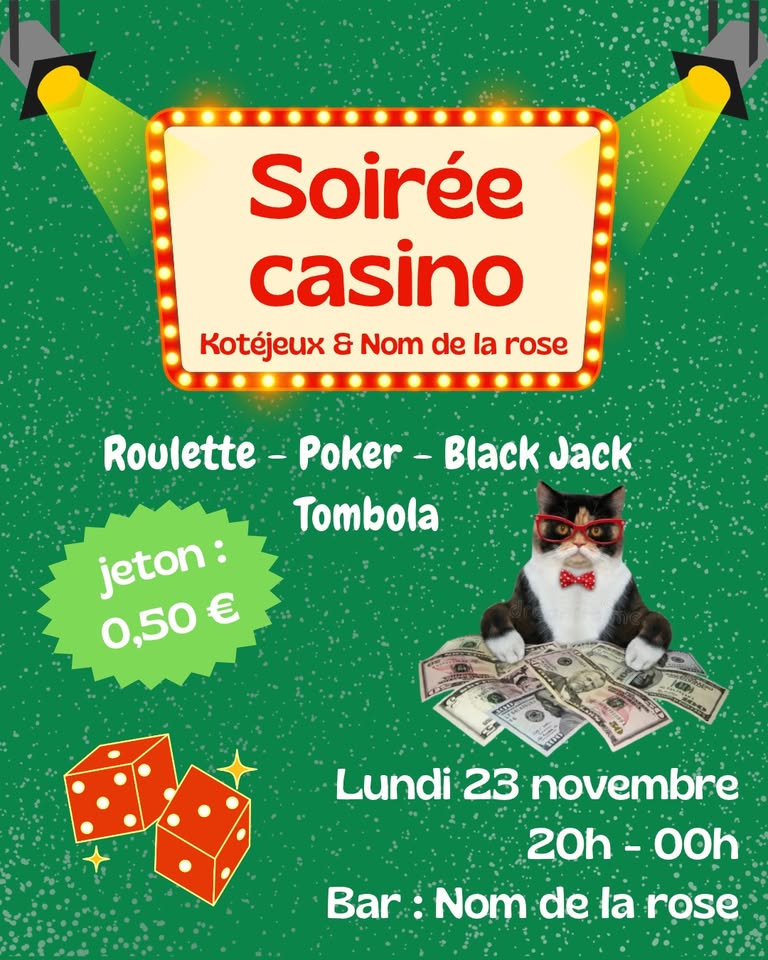 Soirée
casino
Kotéjeux & Nom de la rose
Roulette - Poker - Black Jack
Tombola
jeton :
0,50 €
Lundi 23 novembre
20h - 00h
Bar : Nom de la rose